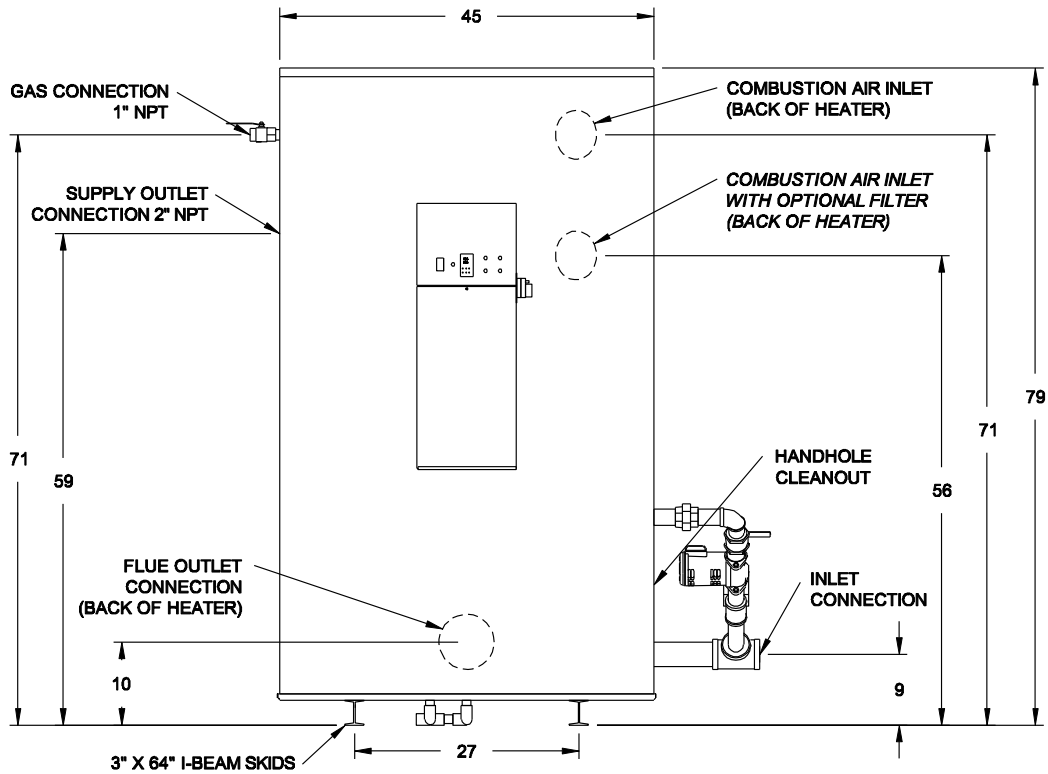 45
GAS CONNECTION
1" NPT
COMBUSTION AIR INLET
(BACK OF HEATER)
SUPPLY OUTLET
CONNECTION 2" NPT
COMBUSTION AIR INLET
WITH OPTIONAL FILTER
(BACK OF HEATER)
79
71
71
59
56
HANDHOLE
CLEANOUT
FLUE OUTLET
CONNECTION
(BACK OF HEATER)
INLET
CONNECTION
10
9
27
3" X 64" I-BEAM SKIDS